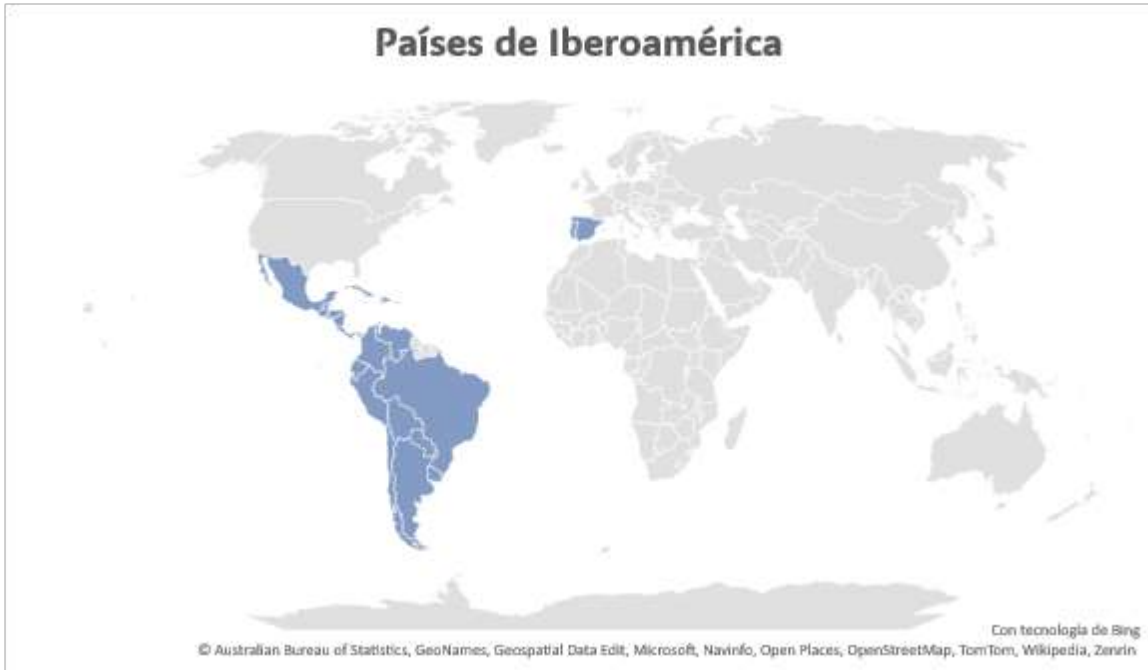 Países de Iberoamérica
Con tecnología de Bing
© Australian Bureau of Statistics, GeoNames, Geospatial Data Edit, Microsoft, Navinfo, Open Places, OpenStreetMap, TomTom, Wikipedia, Zenrin